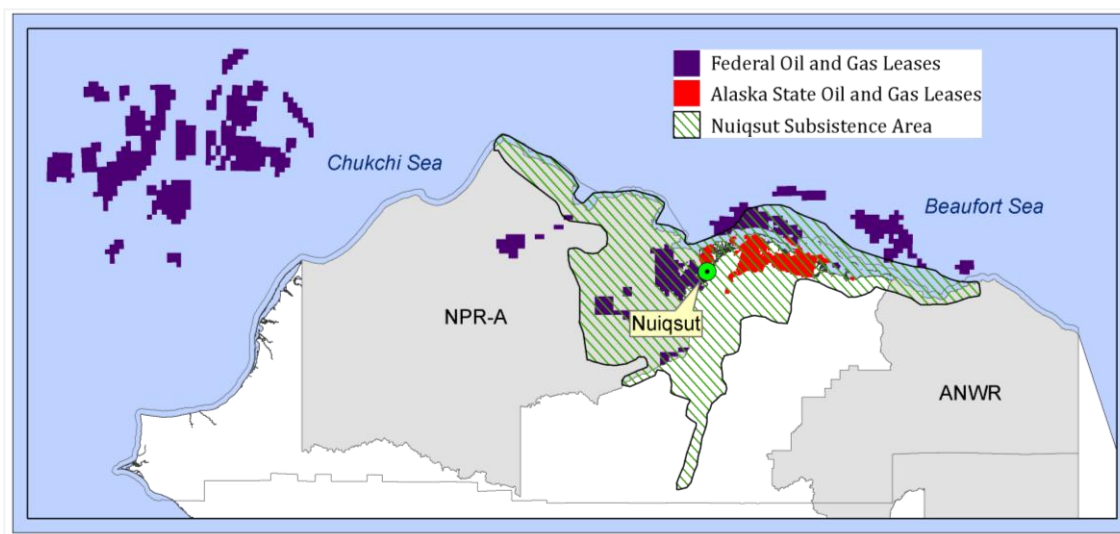 Federal Oil and Gas Leases
Alaska State Oil and Gas Leases
Nuiqsut Subsistence Area
Chukchi Sea
Beaufort Sea
Nuiqsut
NPR-A
ANWR